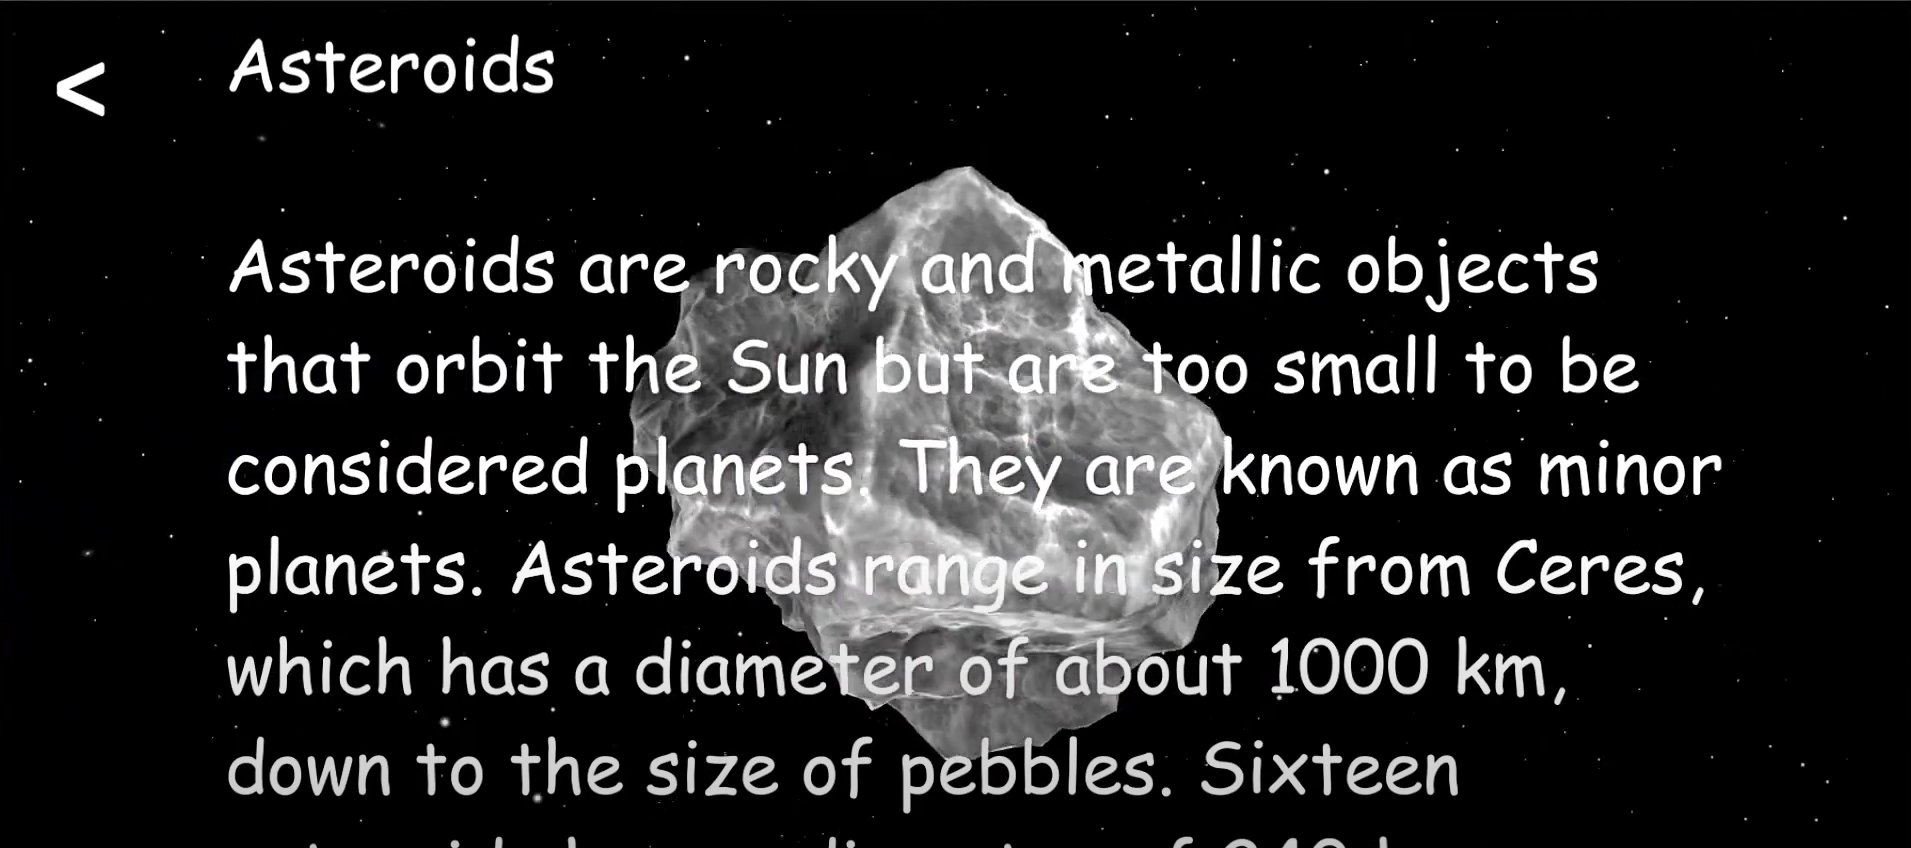 <
Asteroids
Asteroids are rocky and metallic objects
that orbit the Sun but are too small to be
considered planets. They are known as minor
planets. Asteroids range in size from Ceres,
which has a diameter of about 1000 km,
down to the size of pebbles. Sixteen